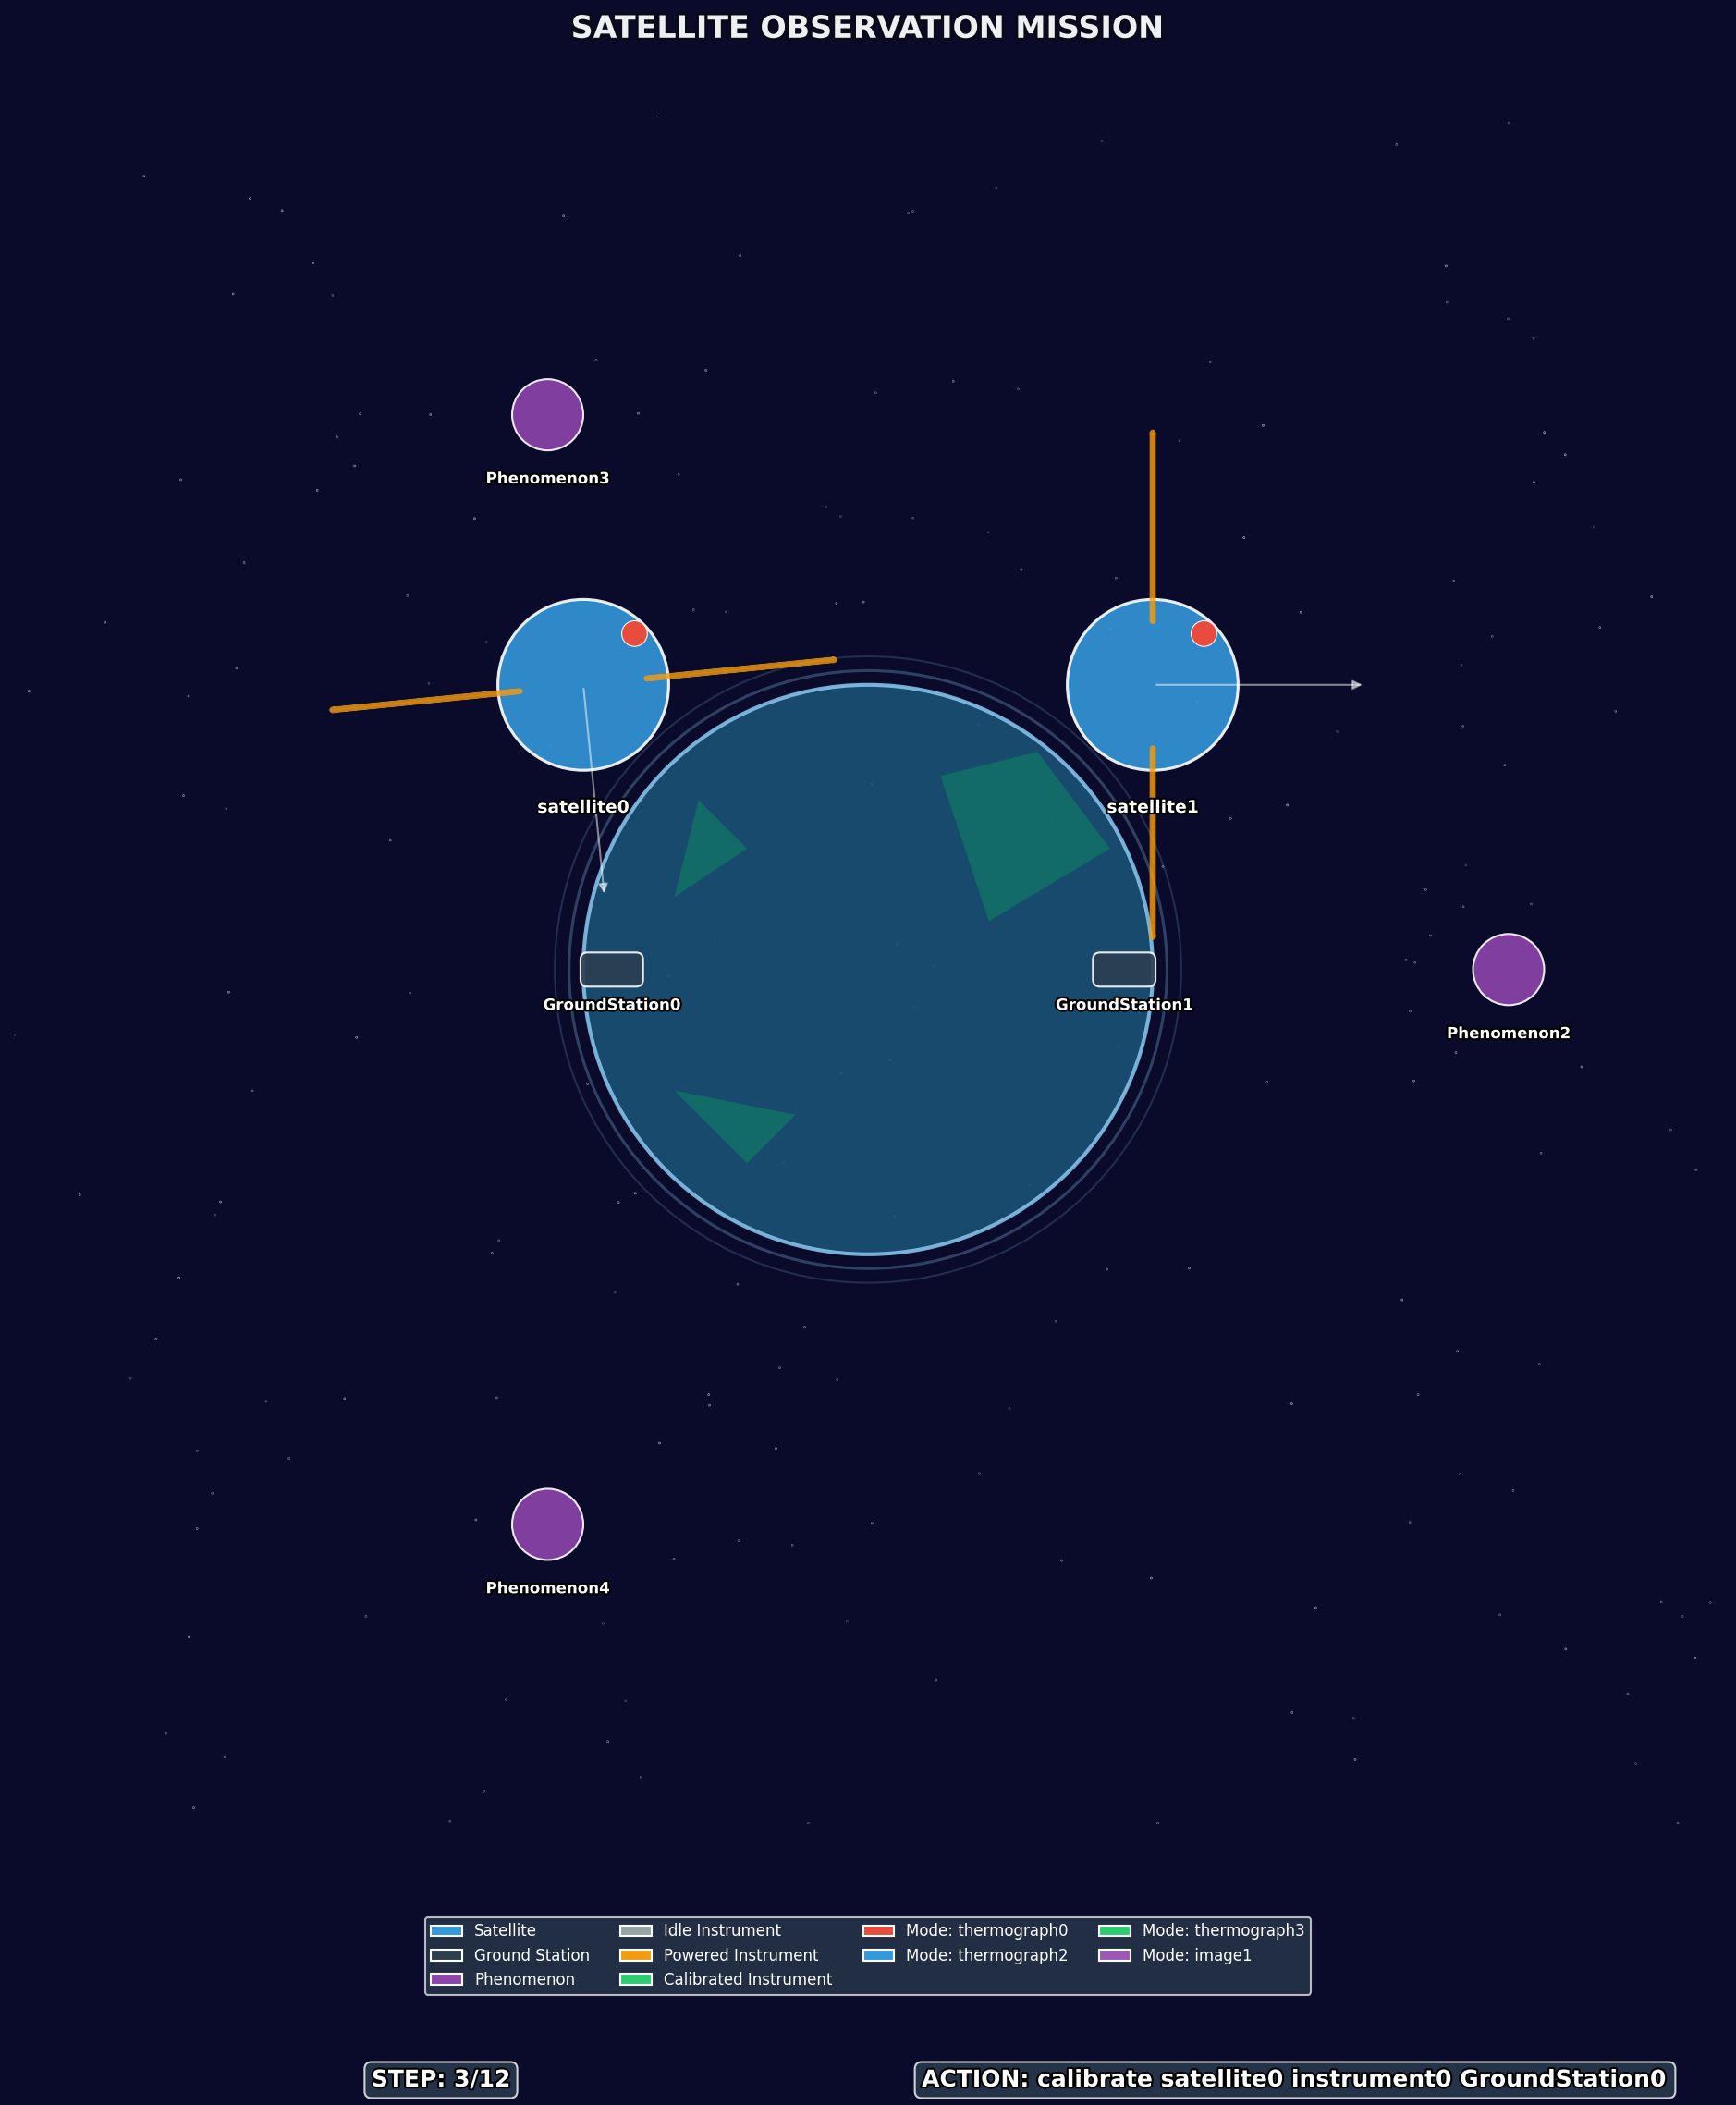 SATELLITE OBSERVATION MISSION
Phenomenon3
satellite0
satellite1
GroundStation0
GroundStation1
Phenomenon2
Phenomenon4
Satellite
Ground Station
Phenomenon
Idle Instrument
Powered Instrument
Calibrated Instrument
Mode: thermograph0
Mode: thermograph2
Mode: thermograph3
Mode: image1
STEP: 3/12
ACTION: calibrate satellite0 instrument0 GroundStation0